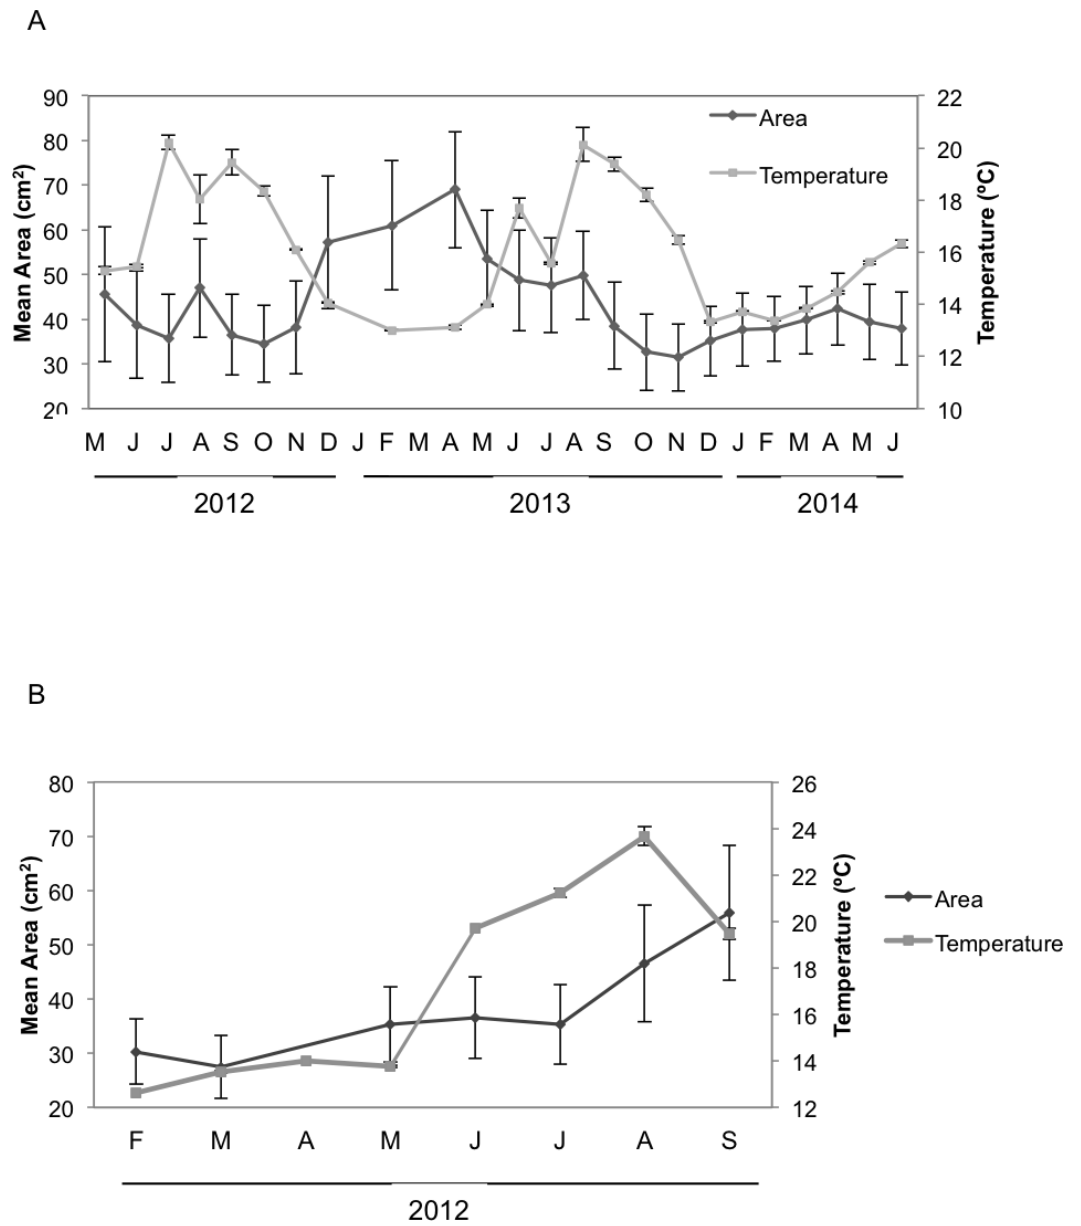 A
90
80
70
60
50
40
30
20
Mean Area (cm²)
22
20
18
16
14
12
10
Temperature (ºC)
Area
Temperature
M J J A S O N D J F M A M J J A S O N D J F M A M J
2012 2013 2014
B
80
70
60
50
40
30
20
Mean Area (cm²)
26
24
22
20
18
16
14
12
Temperature (ºC)
Area
Temperature
F M A M J J A S
2012